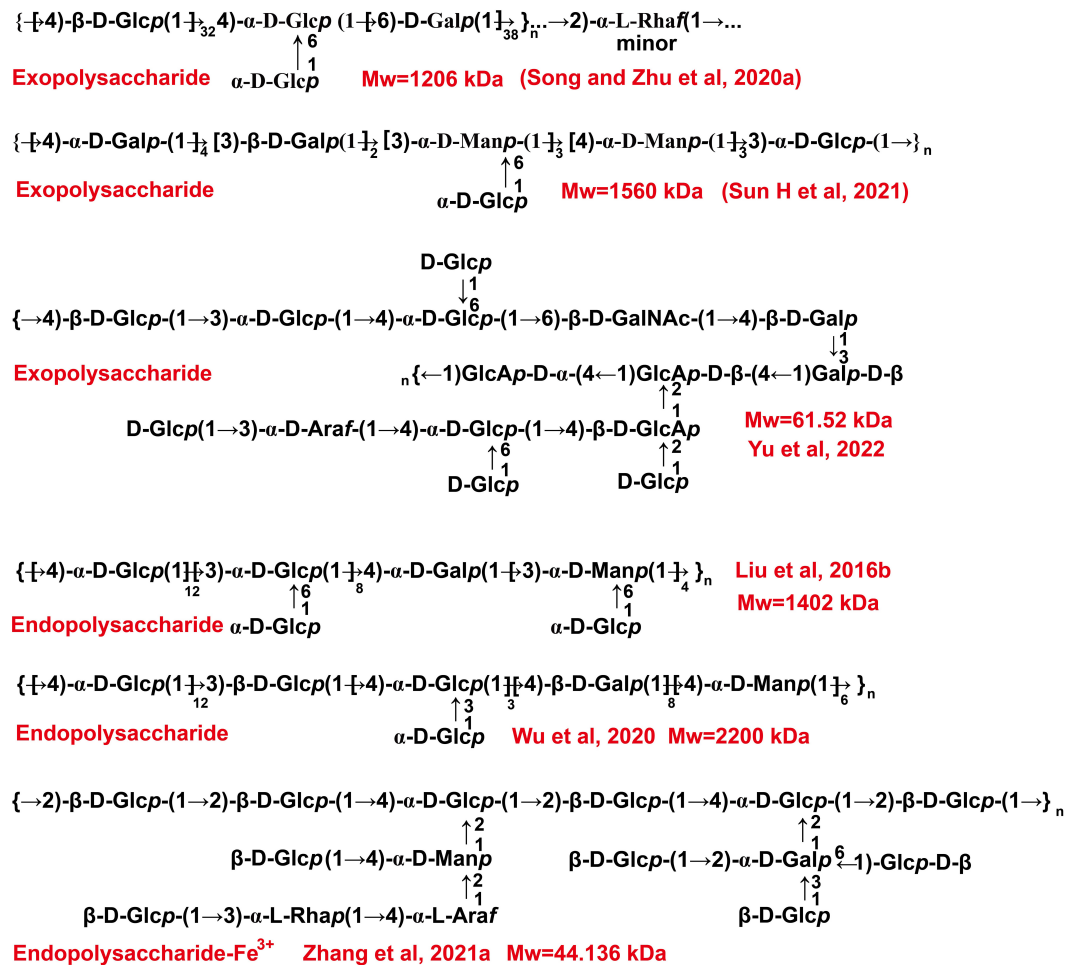 {-[→4)-β-D-Glcp(1]→32 4)-α-D-Glcp (1-[→6)-D-Galp(1]→38 }n...→2)-α-L-Rhaf(1→...
↑ 6 minor
1
Exopolysaccharide α-D-Glcp Mw=1206 kDa (Song and Zhu et al, 2020a)
{-[→4)-α-D-Galp-(1-]→4 [3)-β-D-Galp(1-]→2 [3)-α-D-Manp-(1-]→3 [4)-α-D-Manp-(1-]→3 3)-α-D-Glcp-(1→}n
↑ 6
1
Exopolysaccharide α-D-Glcp Mw=1560 kDa (Sun H et al, 2021)
D-Glcp
↓ 1
6
{→4)-β-D-Glcp-(1→3)-α-D-Glcp-(1→4)-α-D-Glcp-(1→6)-β-D-GalNAc-(1→4)-β-D-Galp
↓ 1
3
Exopolysaccharide n{←1)GlcAp-D-α-(4←1)GlcAp-D-β-(4←1)Galp-D-β
↑ 2
1
D-Glcp(1→3)-α-D-Araf-(1→4)-α-D-Glcp-(1→4)-β-D-GlcAp Mw=61.52 kDa
↑ 6 ↑ 2 Yu et al, 2022
1 1
D-Glcp D-Glcp
{-[→4)-α-D-Glcp(1]-12 [→3)-α-D-Glcp(1-]→8 4)-α-D-Galp(1-[→3)-α-D-Manp(1-]→4 }n Liu et al, 2016b
↑ 6 ↑ 6 Mw=1402 kDa
1 1
Endopolysaccharide α-D-Glcp α-D-Glcp
{-[→4)-α-D-Glcp(1-]→12 3)-β-D-Glcp(1-[→4)-α-D-Glcp(1]-3 [→4)-β-D-Galp(1]-8 [→4)-α-D-Manp(1-]→6 }n
↑ 3
1
Endopolysaccharide α-D-Glcp Wu et al, 2020 Mw=2200 kDa
{→2)-β-D-Glcp-(1→2)-β-D-Glcp-(1→4)-α-D-Glcp-(1→2)-β-D-Glcp-(1→4)-α-D-Glcp-(1→2)-β-D-Glcp-(1→}n
↑ 2 ↑ 2
1 1
β-D-Glcp(1→4)-α-D-Manp β-D-Glcp-(1→2)-α-D-Galp 6←1)-Glcp-D-β
↑ 2 ↑ 3
1 1
β-D-Glcp-(1→3)-α-L-Rhap(1→4)-α-L-Araf β-D-Glcp
Endopolysaccharide-Fe3+ Zhang et al, 2021a Mw=44.136 kDa